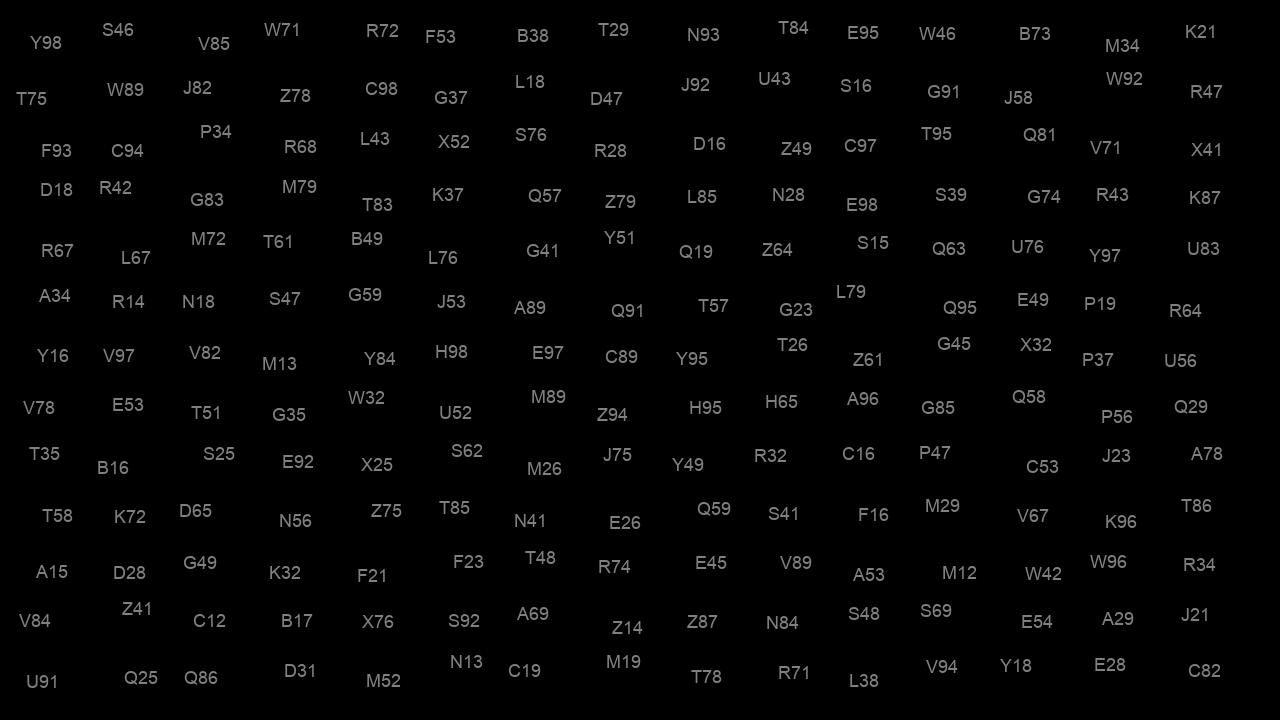 Y98 S46 V85 W71 R72 F53 B38 T29 N93 T84 E95 W46 B73 M34 K21
T75 W89 J82 Z78 C98 G37 L18 D47 J92 U43 S16 G91 J58 W92 R47
F93 C94 P34 R68 L43 X52 S76 R28 D16 Z49 C97 T95 Q81 V71 X41
D18 R42 G83 M79 T83 K37 Q57 Z79 L85 N28 E98 S39 G74 R43 K87
R67 L67 M72 T61 B49 L76 G41 Y51 Q19 Z64 S15 Q63 U76 Y97 U83
A34 R14 N18 S47 G59 J53 A89 Q91 T57 G23 L79 Q95 E49 P19 R64
Y16 V97 V82 M13 Y84 H98 E97 C89 Y95 T26 Z61 G45 X32 P37 U56
V78 E53 T51 G35 W32 U52 M89 Z94 H95 H65 A96 G85 Q58 P56 Q29
T35 B16 S25 E92 X25 S62 M26 J75 Y49 R32 C16 P47 C53 J23 A78
T58 K72 D65 N56 Z75 T85 N41 E26 Q59 S41 F16 M29 V67 K96 T86
A15 D28 G49 K32 F21 F23 T48 R74 E45 V89 A53 M12 W42 W96 R34
V84 Z41 C12 B17 X76 S92 A69 Z14 Z87 N84 S48 S69 E54 A29 J21
U91 Q25 Q86 D31 M52 N13 C19 M19 T78 R71 L38 V94 Y18 E28 C82